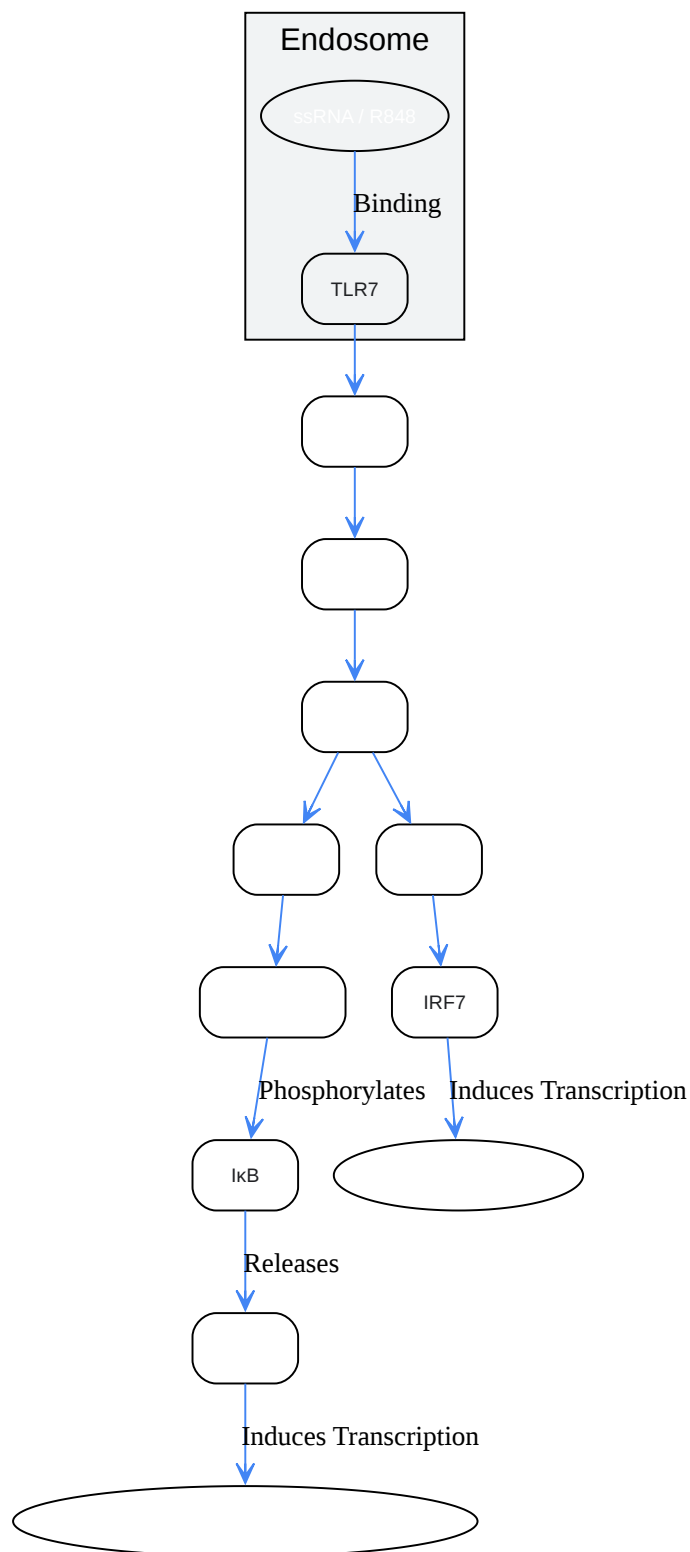 Endosome
ssRNA / R848
Binding
TLR7
IRF7
Phosphorylates
Induces Transcription
IκB
Releases
Induces Transcription